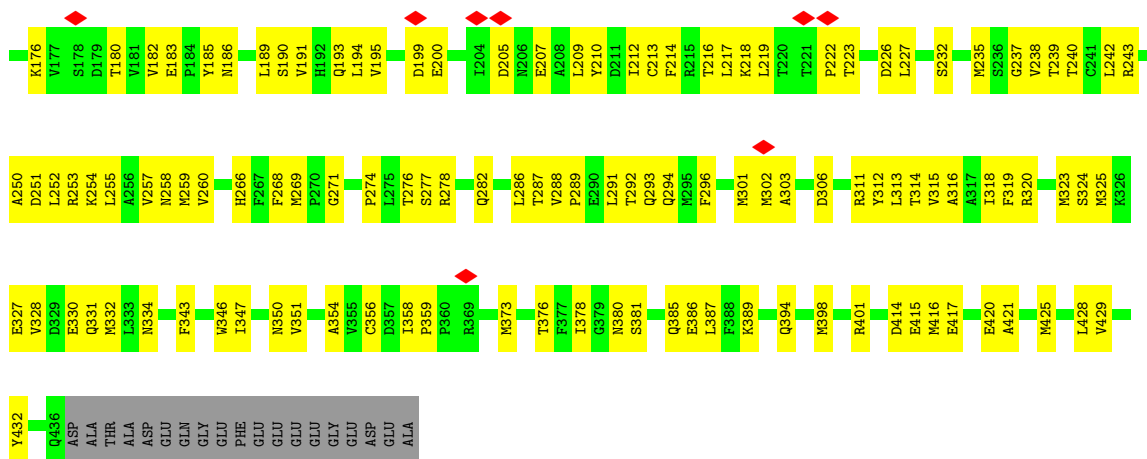 K176 V177 S178 D179 T180 V181 V182 E183 P184 Y185 N186 L189 S190 V191 H192 Q193 L194 V195 D199 E200 I204 D205 N206 E207 A208 L209 Y210 D211 I212 C213 F214 R215 T216 L217 K218 L219 T220 T221 P222 T223 D226 L227 S232 M235 S236 G237 V238 T239 T240 C241 L242 R243
A250 D251 L252 R253 K254 L255 A256 V257 N258 M259 V260 H266 F267 F268 M269 P270 G271 P274 L275 T276 S277 R278 Q282 L286 T287 V288 P289 E290 L291 T292 Q293 Q294 M295 F296 M301 M302 A303 D306 R311 Y312 L313 T314 V315 A316 A317 I318 F319 R320 M323 S324 M325 K326
E327 V328 D329 E330 Q331 M332 L333 N334 F343 W346 I347 N350 V351 A354 V355 C356 D357 I358 P359 P360 R369 M373 T376 F377 I378 G379 N380 S381 Q385 E386 L387 F388 K389 Q394 M398 R401 D414 E415 M416 E417 E420 A421 M425 L428 V429
Y432 Q436 ASP ALA THR ALA ASP GLU GLN GLY GLU PHE GLU GLU GLU GLU GLY ASP GLU ALA